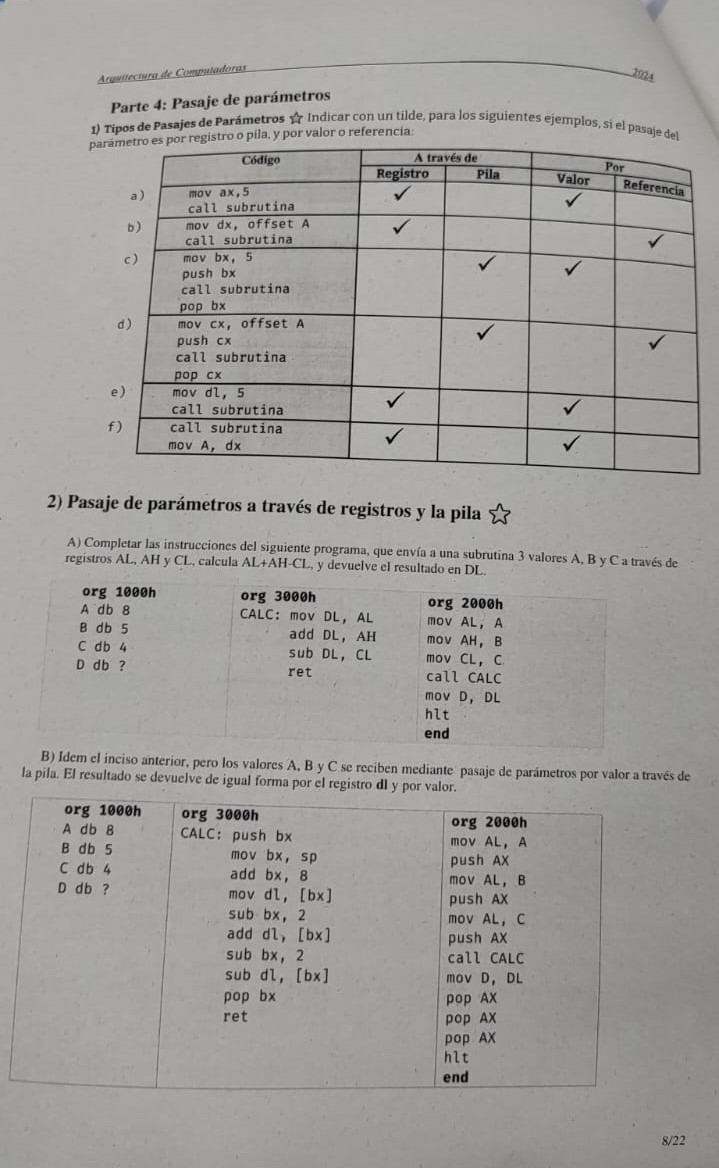 Arquitectura de Computadoras
2024
Parte 4: Pasaje de parámetros
1) Tipos de Pasajes de Parámetros ☆ Indicar con un tilde, para los siguientes ejemplos, si el pasaje del
parámetro es por registro o pila, y por valor o referencia:
Código A través de Por
Registro Pila Valor Referencia
a) mov ax,5 ✓ ✓
call subrutina
b) mov dx, offset A ✓ ✓
call subrutina
c) mov bx, 5 ✓ ✓
push bx
call subrutina
pop bx
d) mov cx, offset A ✓ ✓
push cx
call subrutina
pop cx
e) mov dl, 5 ✓ ✓
call subrutina
f) call subrutina ✓ ✓
mov A, dx
2) Pasaje de parámetros a través de registros y la pila ☆
A) Completar las instrucciones del siguiente programa, que envía a una subrutina 3 valores A, B y C a través de
registros AL, AH y CL, calcula AL+AH-CL, y devuelve el resultado en DL.
org 1000h
A db 8
B db 5
C db 4
D db ?
org 3000h
CALC: mov DL, AL
add DL, AH
sub DL, CL
ret
org 2000h
mov AL, A
mov AH, B
mov CL, C
call CALC
mov D, DL
hlt
end
B) Idem el inciso anterior, pero los valores A, B y C se reciben mediante pasaje de parámetros por valor a través de
la pila. El resultado se devuelve de igual forma por el registro dl y por valor.
org 1000h
A db 8
B db 5
C db 4
D db ?
org 3000h
CALC: push bx
mov bx, sp
add bx, 8
mov dl, [bx]
sub bx, 2
add dl, [bx]
sub bx, 2
sub dl, [bx]
pop bx
ret
org 2000h
mov AL, A
push AX
mov AL, B
push AX
mov AL, C
push AX
call CALC
mov D, DL
pop AX
pop AX
pop AX
hlt
end
8/22